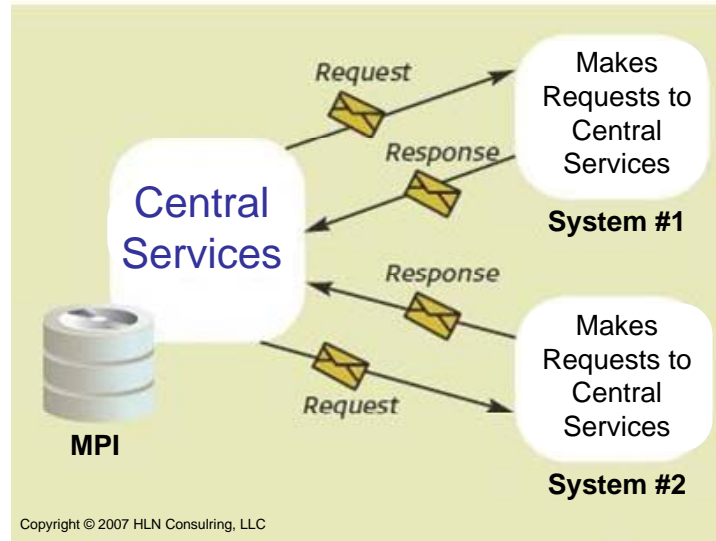 Request
Makes
Requests to
Central
Services
Response
System #1
Central
Services
Response
Makes
Requests to
Central
Services
Request
MPI
System #2
Copyright © 2007 HLN Consulring, LLC